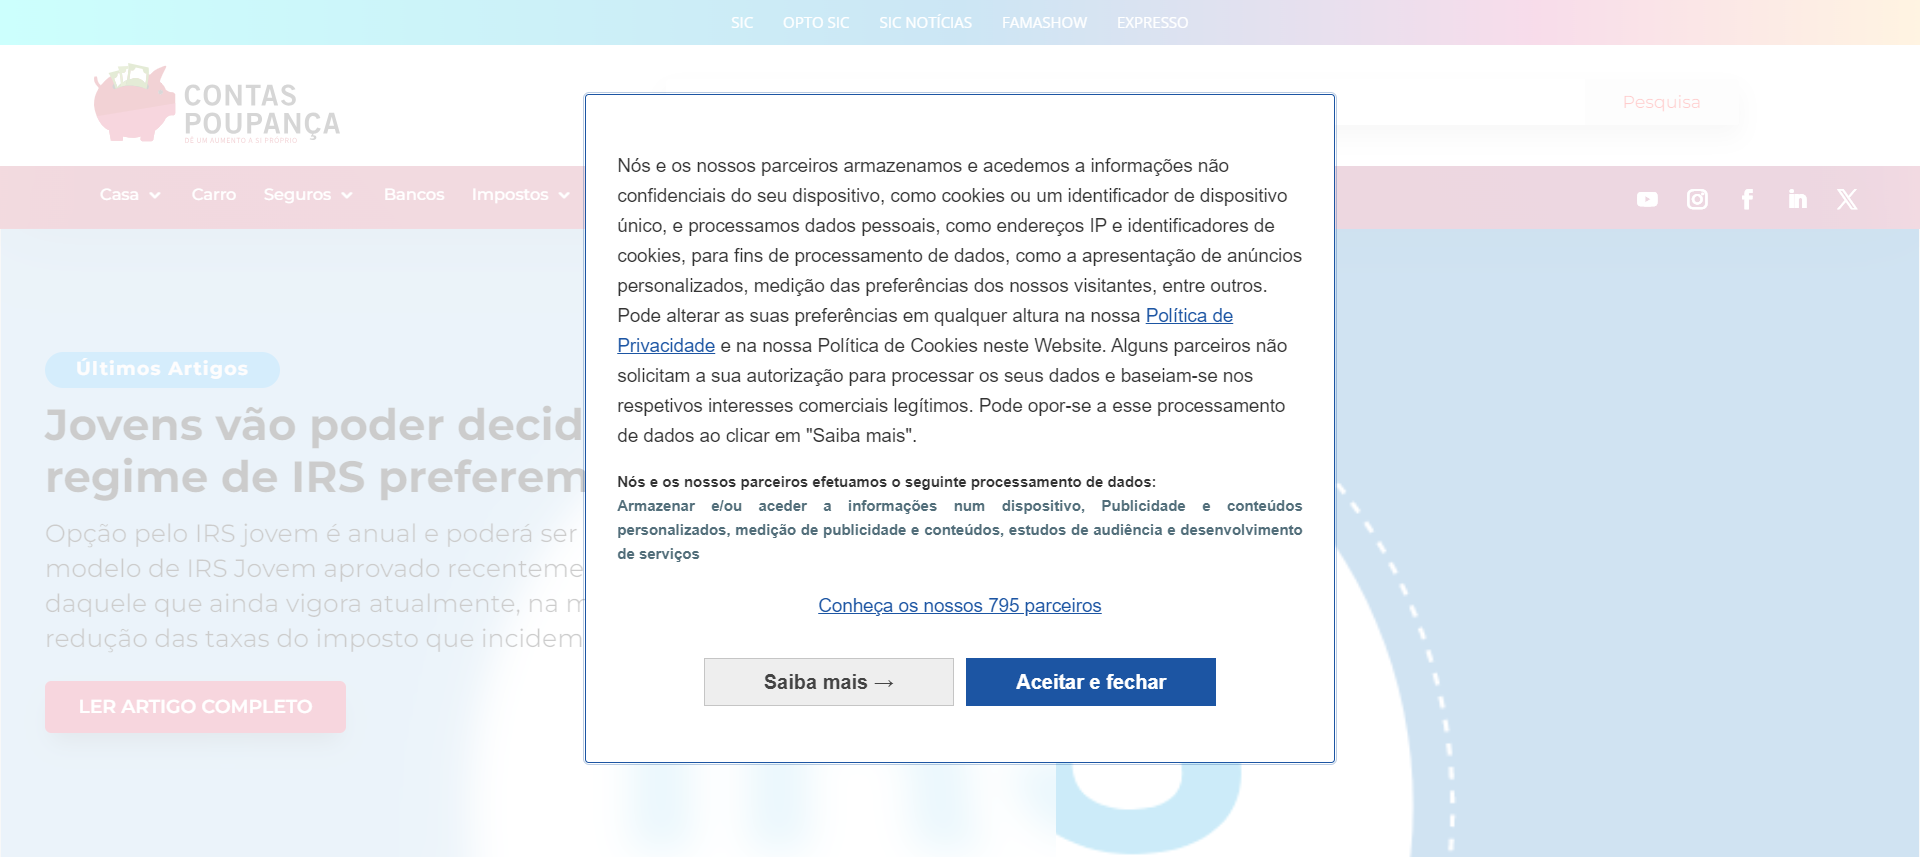 SIC OPTO SIC SIC NOTÍCIAS FAMASHOW EXPRESSO
CONTAS
POUPANÇA
DÊ UM AUMENTO A SI PRÓPRIO
Pesquisa
Casa Carro Seguros Bancos Impostos
Últimos Artigos
Jovens vão poder decid
regime de IRS preferem
Opção pelo IRS jovem é anual e poderá ser
modelo de IRS Jovem aprovado recenteme
daquele que ainda vigora atualmente, na m
redução das taxas do imposto que incidem
LER ARTIGO COMPLETO
Nós e os nossos parceiros armazenamos e acedemos a informações não
confidenciais do seu dispositivo, como cookies ou um identificador de dispositivo
único, e processamos dados pessoais, como endereços IP e identificadores de
cookies, para fins de processamento de dados, como a apresentação de anúncios
personalizados, medição das preferências dos nossos visitantes, entre outros.
Pode alterar as suas preferências em qualquer altura na nossa Política de
Privacidade e na nossa Política de Cookies neste Website. Alguns parceiros não
solicitam a sua autorização para processar os seus dados e baseiam-se nos
respetivos interesses comerciais legítimos. Pode opor-se a esse processamento
de dados ao clicar em "Saiba mais".
Nós e os nossos parceiros efetuamos o seguinte processamento de dados:
Armazenar e/ou aceder a informações num dispositivo, Publicidade e conteúdos
personalizados, medição de publicidade e conteúdos, estudos de audiência e desenvolvimento
de serviços
Conheça os nossos 795 parceiros
Saiba mais →
Aceitar e fechar